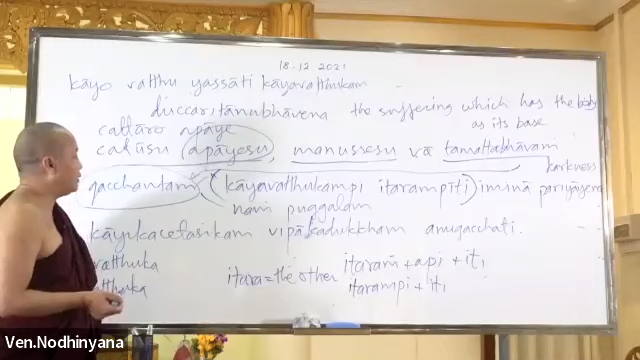 18.12 2021
kāyo vatthu yassāti kāyavatthukam
duccaritānubhāvena the suffering which has the body
cattāro apāye as its base
catūsu apāyesu, manussesu vā tamattabhāvam
karkness
gacchantam (kāyavatthukampi itarampīti) iminā pariyāyena
nam puggalam
kāyikacetasikam vipākadukkham anugacchati.
vatthuka itara = the other itaram + api + iti
itarampi + iti
Ven.Nodhinyana